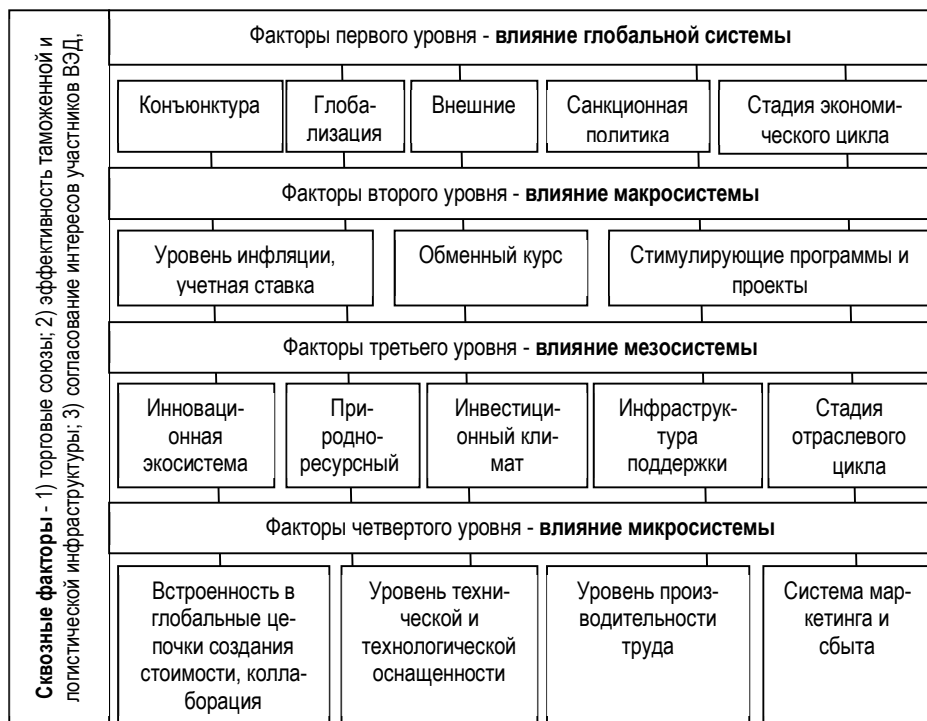 Сквозные факторы - 1) торговые союзы; 2) эффективность таможенной и
логистической инфраструктуры; 3) согласование интересов участников ВЭД,
Факторы первого уровня - влияние глобальной системы
Конъюнктура
Глоба-
лизация
Внешние
Санкционная
политика
Стадия экономи-
ческого цикла
Факторы второго уровня - влияние макросистемы
Уровень инфляции,
учетная ставка
Обменный курс
Стимулирующие программы и
проекты
Факторы третьего уровня - влияние мезосистемы
Инноваци-
онная
экосистема
При-
родно-
ресурсный
Инвестици-
онный кли-
мат
Инфраструк-
тура
поддержки
Стадия
отраслевого
цикла
Факторы четвертого уровня - влияние микросистемы
Встроенность в
глобальные це-
почки создания
стоимости, колла-
борация
Уровень техни-
ческой и
технологической
оснащенности
Уровень произ-
водительности
труда
Система мар-
кетинга и
сбыта